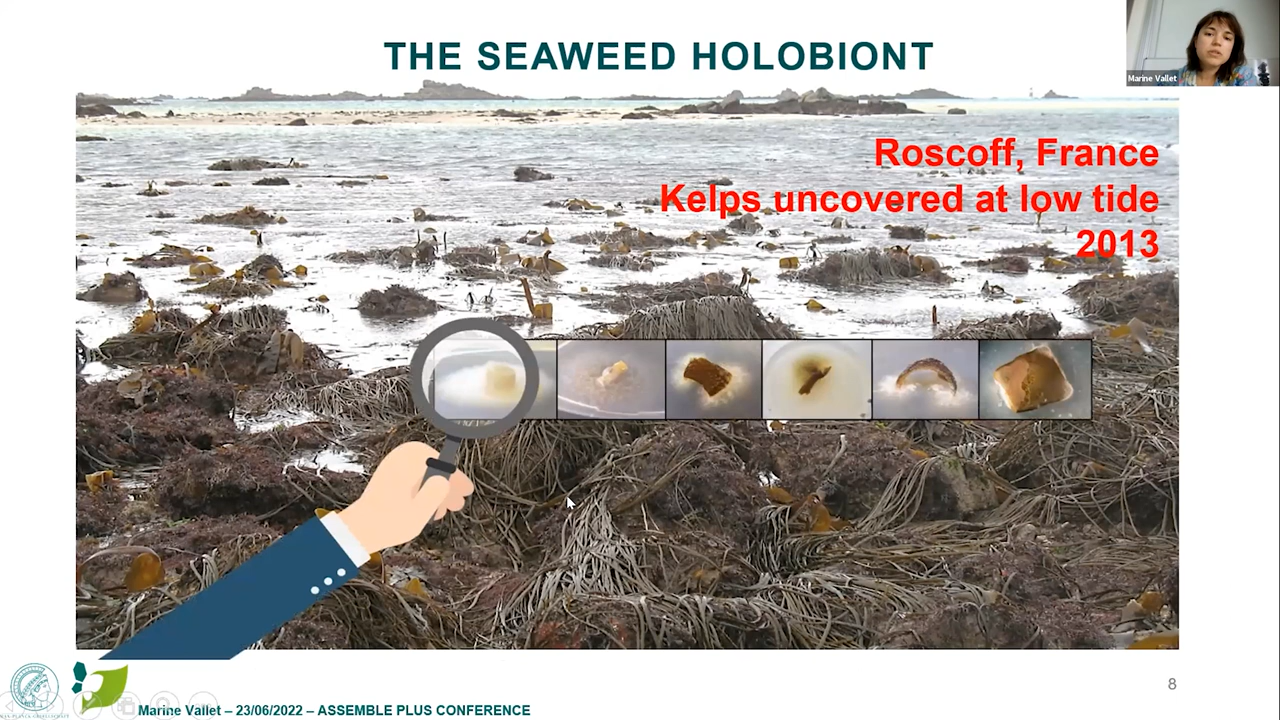 THE SEAWEED HOLOBIONT
Marine Vallet
Roscoff, France
Kelps uncovered at low tide
2013
8
Marine Vallet – 23/06/2022 – ASSEMBLE PLUS CONFERENCE